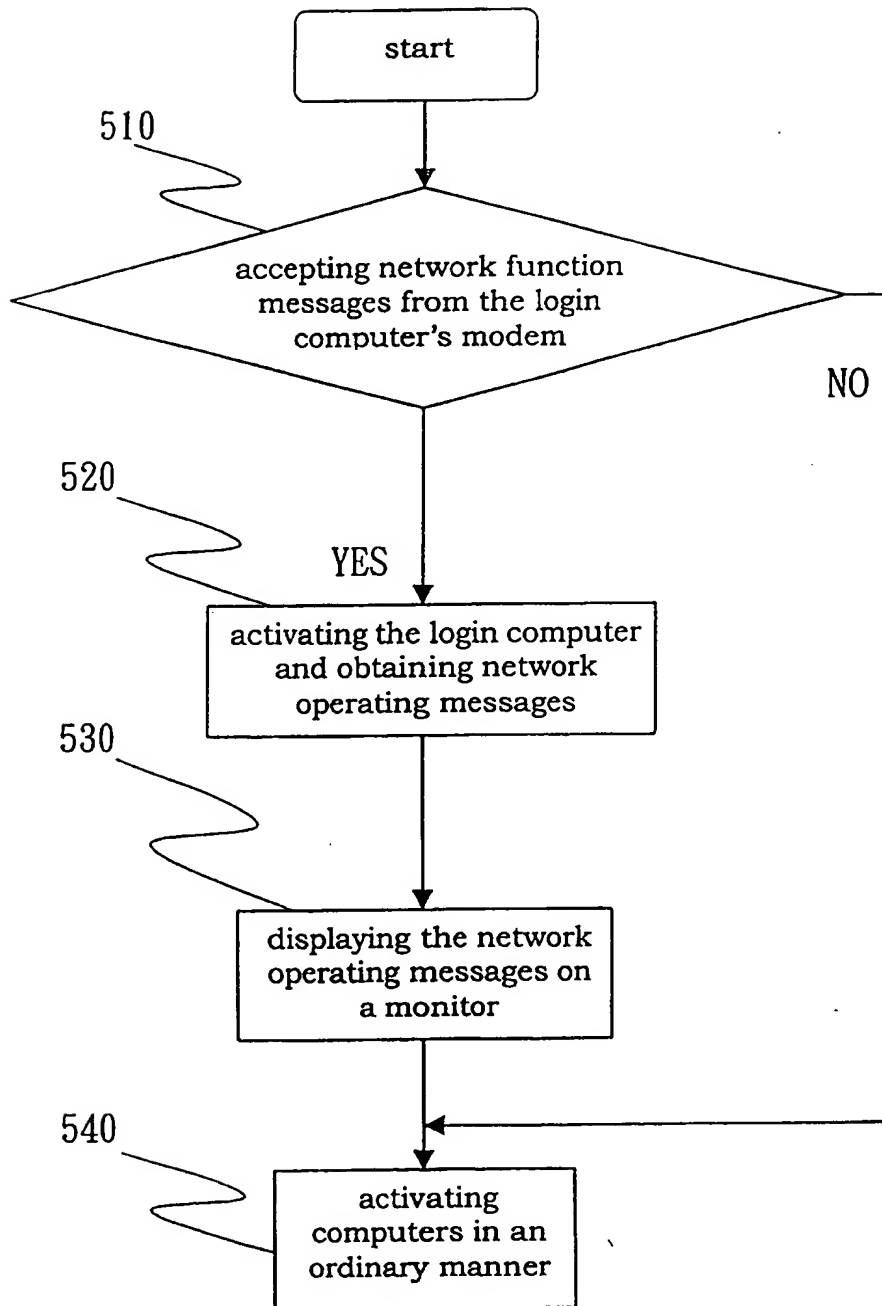 start
510
accepting network function
messages from the login
computer's modem
NO
520
YES
activating the login computer
and obtaining network
operating messages
530
displaying the network
operating messages on
a monitor
540
activating
computers in an
ordinary manner